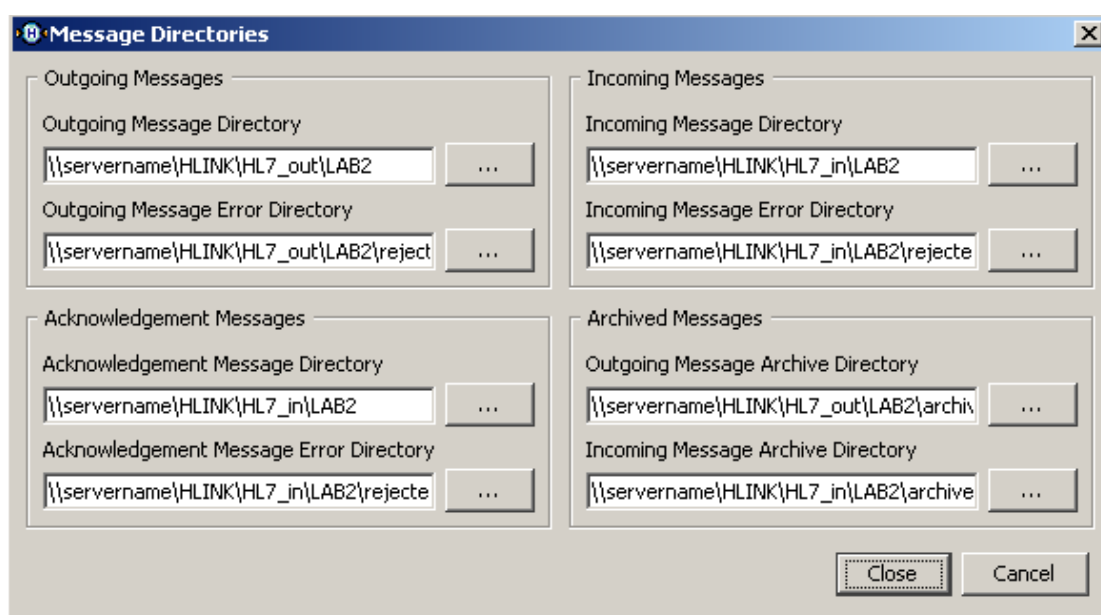 Message Directories
Outgoing Messages
Outgoing Message Directory
\\servername\HLINK\HL7_out\LAB2
...
Outgoing Message Error Directory
\\servername\HLINK\HL7_out\LAB2\reject
...
Incoming Messages
Incoming Message Directory
\\servername\HLINK\HL7_in\LAB2
...
Incoming Message Error Directory
\\servername\HLINK\HL7_in\LAB2\rejecte
...
Acknowledgement Messages
Acknowledgement Message Directory
\\servername\HLINK\HL7_in\LAB2
...
Acknowledgement Message Error Directory
\\servername\HLINK\HL7_in\LAB2\rejecte
...
Archived Messages
Outgoing Message Archive Directory
\\servername\HLINK\HL7_out\LAB2\archiv
...
Incoming Message Archive Directory
\\servername\HLINK\HL7_in\LAB2\archive
...
Close
Cancel